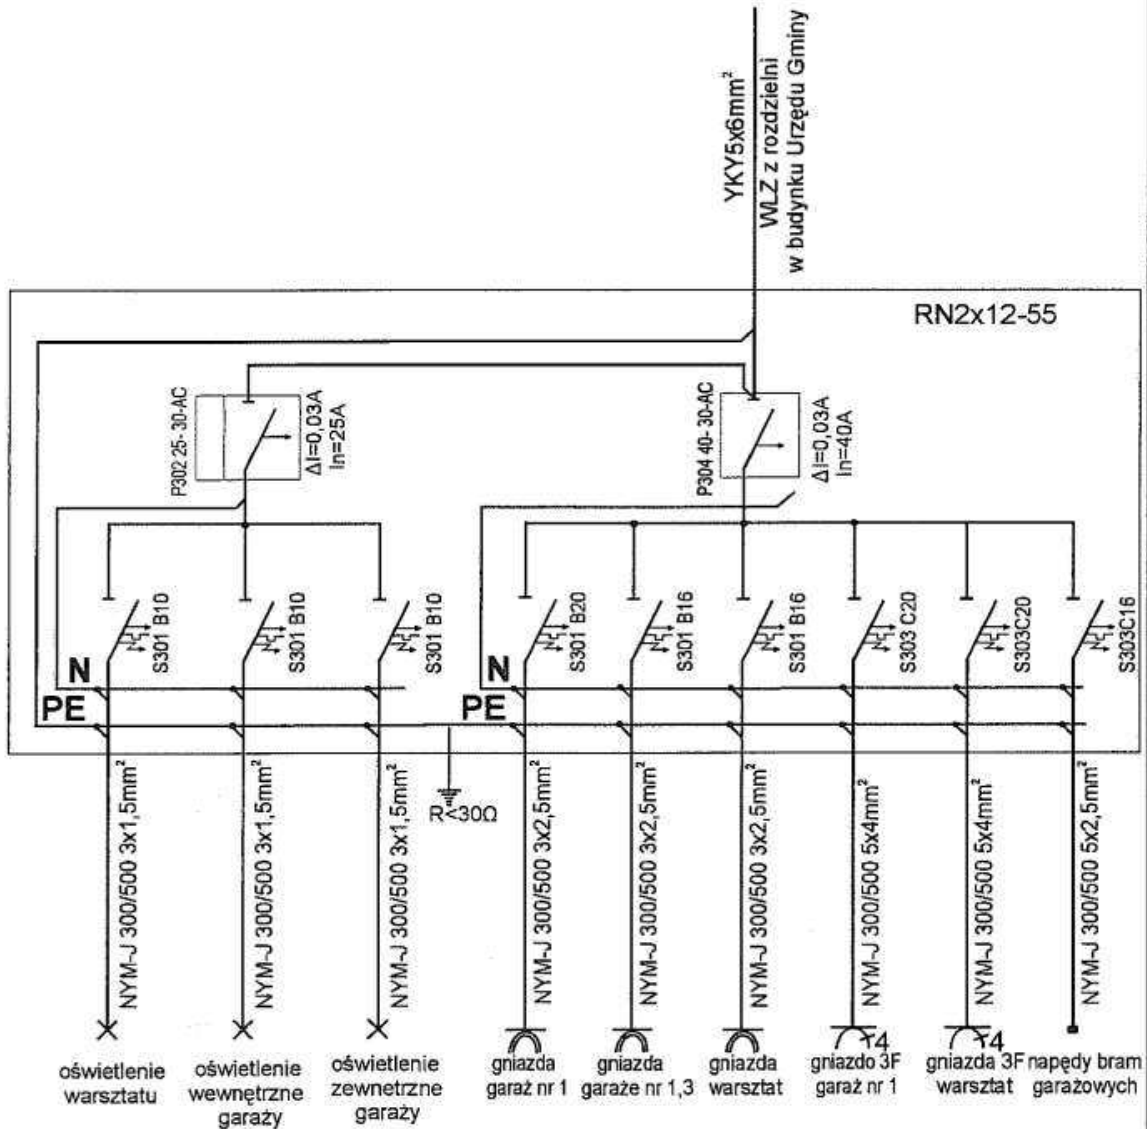 YKY5x6mm²
WLZ z rozdzielni
w budynku Urzędu Gminy
RN2x12-55
P302 25- 30-AC
ΔI=0,03A
In=25A
P304 40- 30-AC
ΔI=0,03A
In=40A
S301 B10
S301 B10
S301 B10
S301 B20
S301 B16
S301 B16
S303 C20
S303C20
S303C16
N
PE
N
PE
R<30Ω
NYM-J 300/500 3x1,5mm²
NYM-J 300/500 3x1,5mm²
NYM-J 300/500 3x1,5mm²
NYM-J 300/500 3x2,5mm²
NYM-J 300/500 3x2,5mm²
NYM-J 300/500 3x2,5mm²
NYM-J 300/500 5x4mm²
NYM-J 300/500 5x4mm²
NYM-J 300/500 5x2,5mm²
4
4
oświetlenie
warsztatu
oświetlenie
wewnętrzne
garaży
oświetlenie
zewnetrzne
garaży
gniazda
garaż nr 1
gniazda
garaże nr 1,3
gniazda
warsztat
gniazdo 3F
garaż nr 1
gniazda 3F
warsztat
napędy bram
garażowych